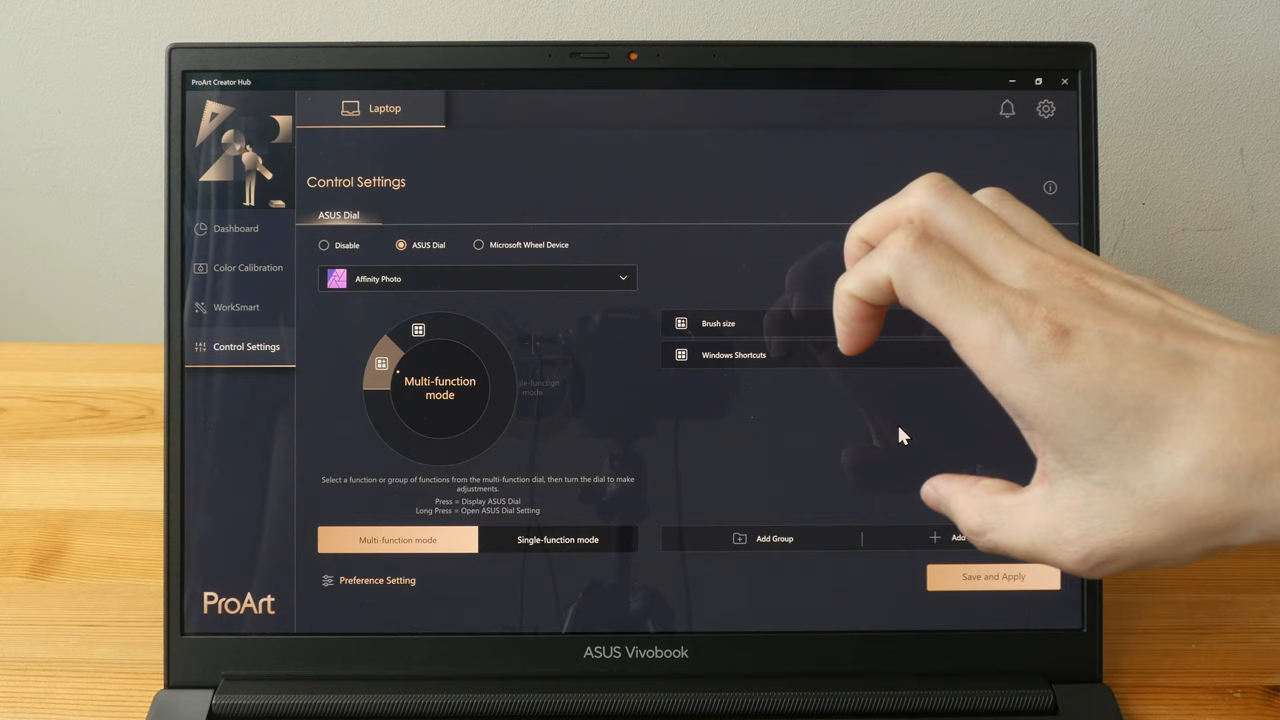 ProArt Creator Hub
Laptop
Control Settings
ASUS Dial
Disable
ASUS Dial
Microsoft Wheel Device
Affinity Photo
Dashboard
Color Calibration
WorkSmart
Control Settings
Multi-function
mode
mode
Brush size
Windows Shortcuts
Select a function or group of functions from the multi-function dial, then turn the dial to make
adjustments.
Press = Display ASUS Dial
Long Press = Open ASUS Dial Setting
Multi-function mode
Single-function mode
Add Group
Add
Preference Setting
Save and Apply
ProArt
ASUS Vivobook